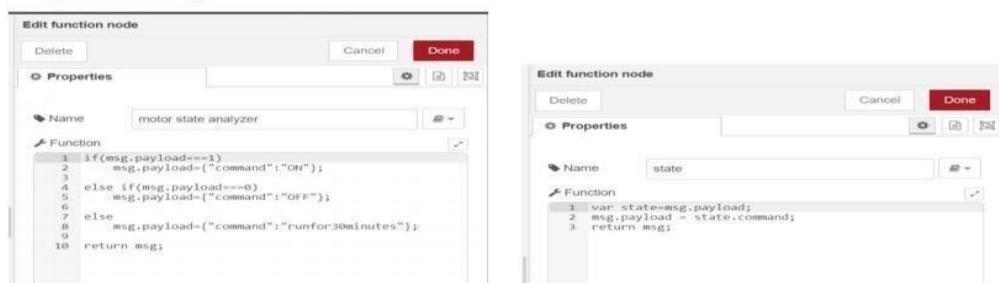 Edit function node
Delete
Cancel
Done
Properties
Name
motor state analyzer
Function
1 if(msg.payload===1)
2 msg.payload={"command":"ON"};
3
4 else if(msg.payload===0)
5 msg.payload={"command":"OFF"};
6
7 else
8 msg.payload={"command":"runfor30minutes"};
9
10 return msg;
Edit function node
Delete
Cancel
Done
Properties
Name
state
Function
1 var state=msg.payload;
2 msg.payload = state.command;
3 return msg;